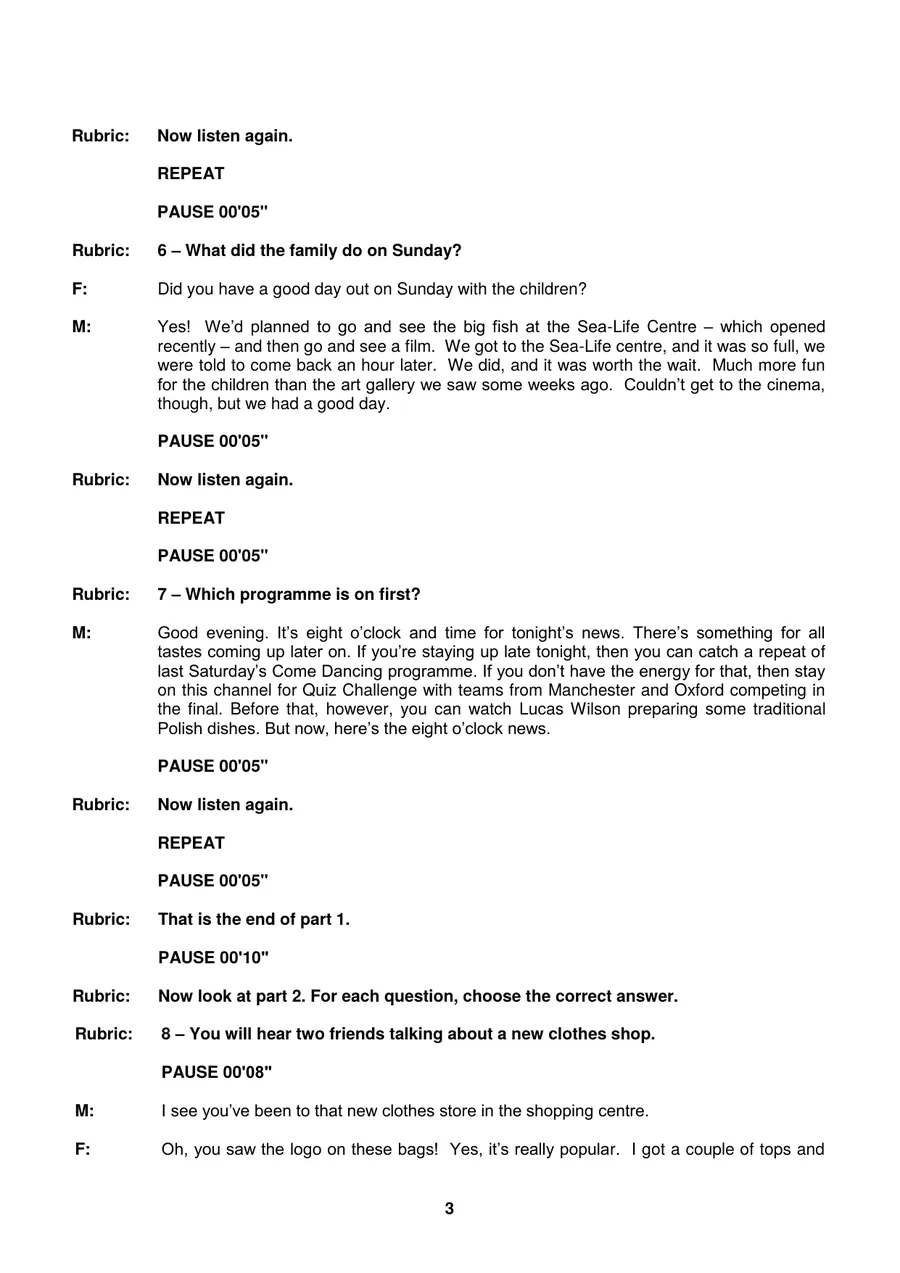 Rubric: Now listen again.
REPEAT
PAUSE 00'05"
Rubric: 6 – What did the family do on Sunday?
F: Did you have a good day out on Sunday with the children?
M: Yes! We’d planned to go and see the big fish at the Sea-Life Centre – which opened
recently – and then go and see a film. We got to the Sea-Life centre, and it was so full, we
were told to come back an hour later. We did, and it was worth the wait. Much more fun
for the children than the art gallery we saw some weeks ago. Couldn’t get to the cinema,
though, but we had a good day.
PAUSE 00'05"
Rubric: Now listen again.
REPEAT
PAUSE 00'05"
Rubric: 7 – Which programme is on first?
M: Good evening. It’s eight o’clock and time for tonight’s news. There’s something for all
tastes coming up later on. If you’re staying up late tonight, then you can catch a repeat of
last Saturday’s Come Dancing programme. If you don’t have the energy for that, then stay
on this channel for Quiz Challenge with teams from Manchester and Oxford competing in
the final. Before that, however, you can watch Lucas Wilson preparing some traditional
Polish dishes. But now, here’s the eight o’clock news.
PAUSE 00'05"
Rubric: Now listen again.
REPEAT
PAUSE 00'05"
Rubric: That is the end of part 1.
PAUSE 00'10"
Rubric: Now look at part 2. For each question, choose the correct answer.
Rubric: 8 – You will hear two friends talking about a new clothes shop.
PAUSE 00'08"
M: I see you’ve been to that new clothes store in the shopping centre.
F: Oh, you saw the logo on these bags! Yes, it’s really popular. I got a couple of tops and
3